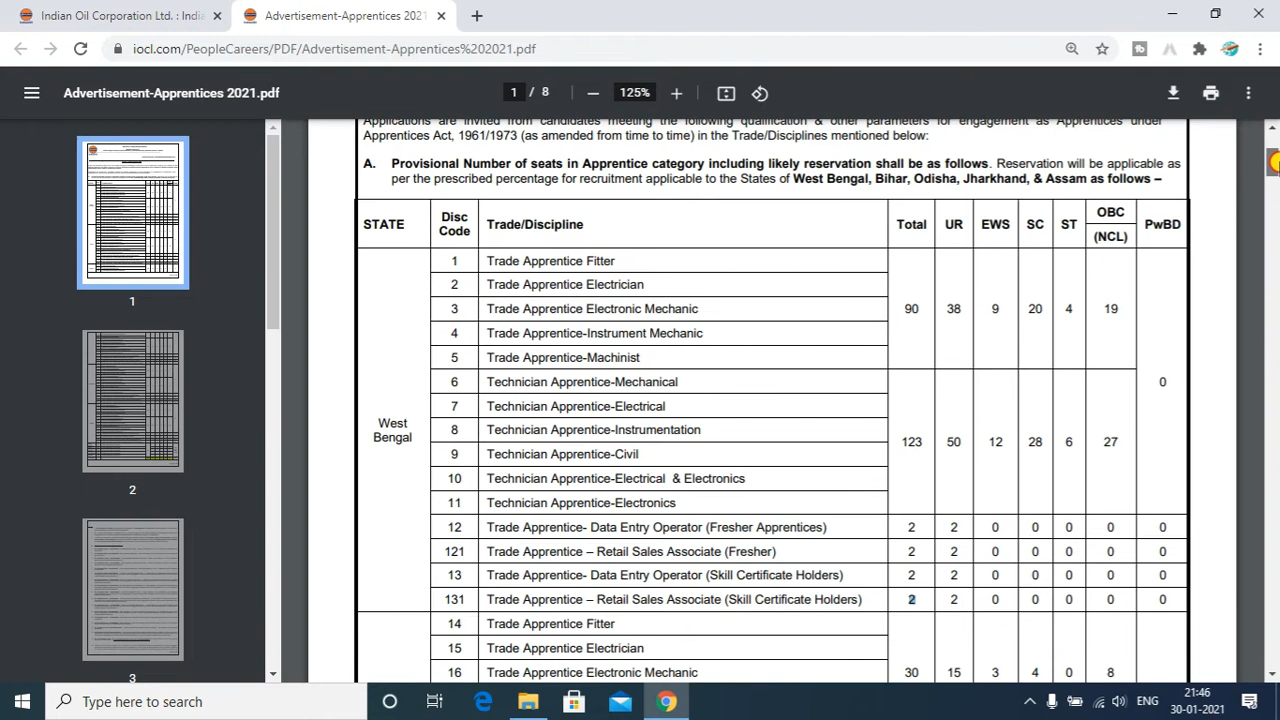 Indian Oil Corporation Ltd. : India
Advertisement-Apprentices 2021
iocl.com/PeopleCareers/PDF/Advertisement-Apprentices%202021.pdf
Advertisement-Apprentices 2021.pdf
1 / 8
125%
1
2
3
Applications are invited from candidates meeting the following qualification & other parameters for engagement as Apprentices under
Apprentices Act, 1961/1973 (as amended from time to time) in the Trade/Disciplines mentioned below:
A. Provisional Number of seats in Apprentice category including likely reservation shall be as follows. Reservation will be applicable as
per the prescribed percentage for recruitment applicable to the States of West Bengal, Bihar, Odisha, Jharkhand, & Assam as follows –
STATE Disc Code Trade/Discipline Total UR EWS SC ST OBC (NCL) PwBD
West Bengal
1 Trade Apprentice Fitter
2 Trade Apprentice Electrician
3 Trade Apprentice Electronic Mechanic 90 38 9 20 4 19
4 Trade Apprentice-Instrument Mechanic
5 Trade Apprentice-Machinist
6 Technician Apprentice-Mechanical 0
7 Technician Apprentice-Electrical
8 Technician Apprentice-Instrumentation 123 50 12 28 6 27
9 Technician Apprentice-Civil
10 Technician Apprentice-Electrical & Electronics
11 Technician Apprentice-Electronics
12 Trade Apprentice- Data Entry Operator (Fresher Apprentices) 2 2 0 0 0 0 0
121 Trade Apprentice – Retail Sales Associate (Fresher) 2 2 0 0 0 0 0
13 Trade Apprentice- Data Entry Operator (Skill Certificate Holders) 2 2 0 0 0 0 0
131 Trade Apprentice – Retail Sales Associate (Skill Certificate Holders) 2 2 0 0 0 0 0
14 Trade Apprentice Fitter
15 Trade Apprentice Electrician
16 Trade Apprentice Electronic Mechanic 30 15 3 4 0 8
Type here to search
ENG
21:46
30-01-2021